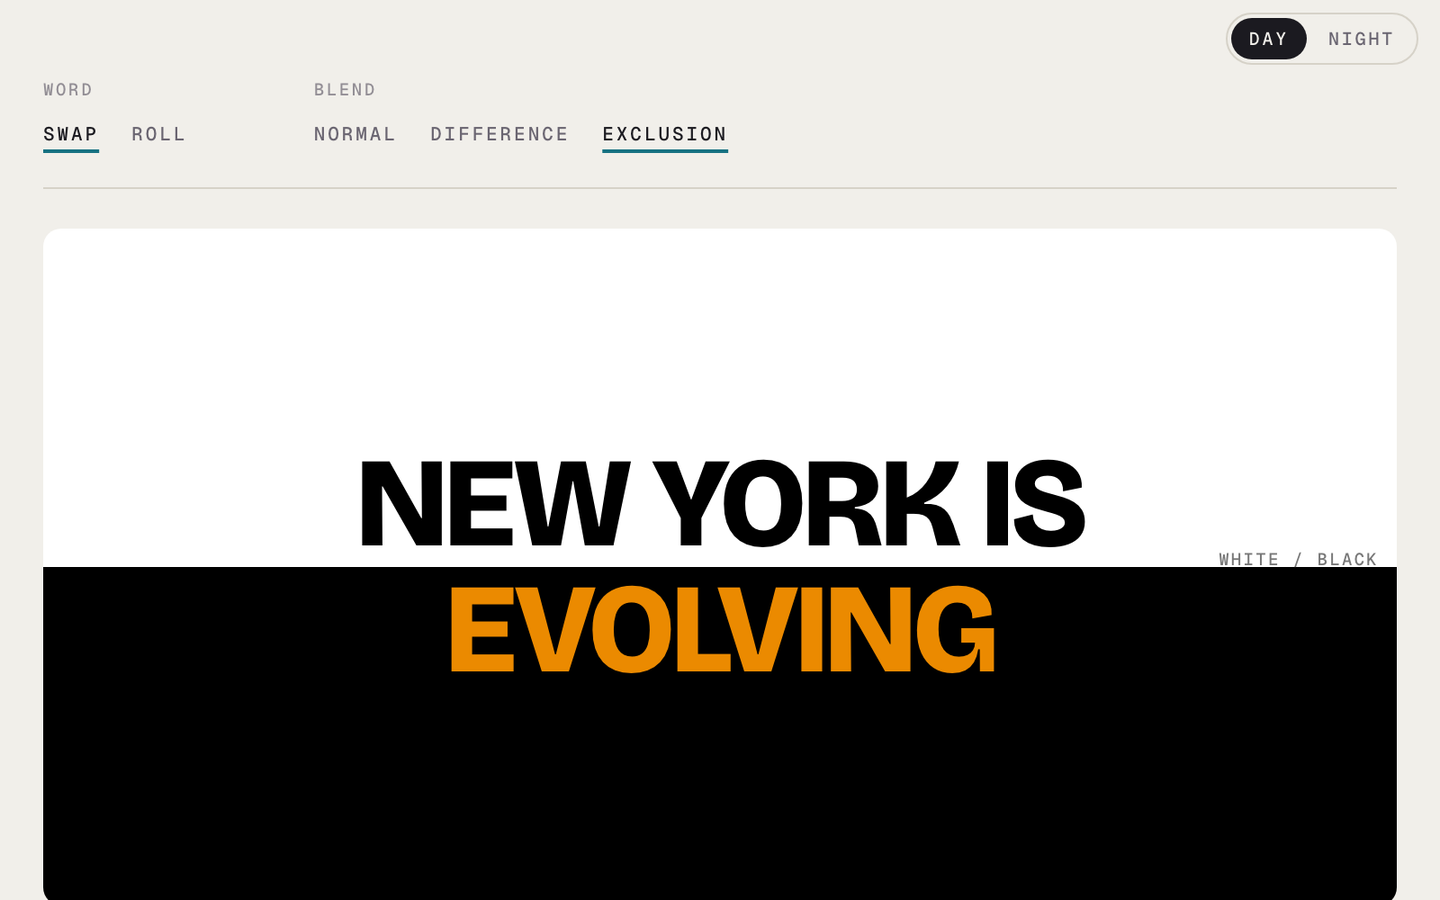 DAY NIGHT
WORD BLEND
SWAP ROLL NORMAL DIFFERENCE EXCLUSION
NEW YORK IS
WHITE / BLACK
EVOLVING